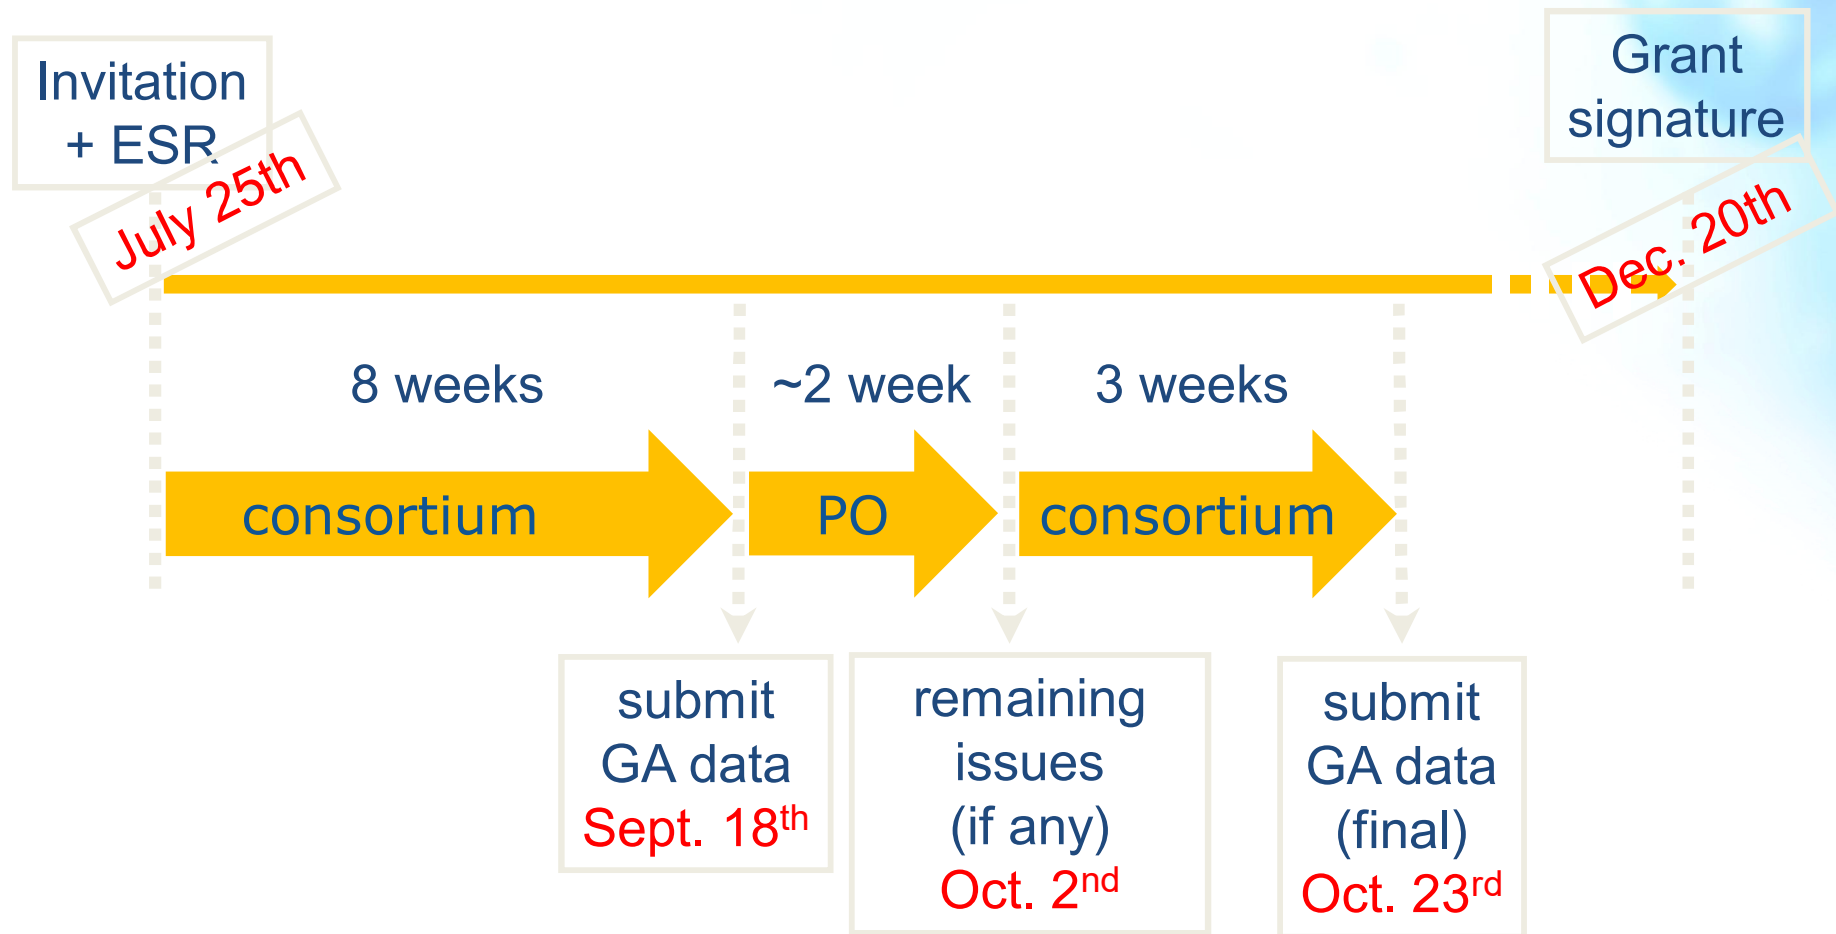 Invitation
+ ESR
July 25th
Grant
signature
Dec. 20th
8 weeks
~2 week
3 weeks
consortium
PO
consortium
submit
GA data
Sept. 18th
remaining
issues
(if any)
Oct. 2nd
submit
GA data
(final)
Oct. 23rd